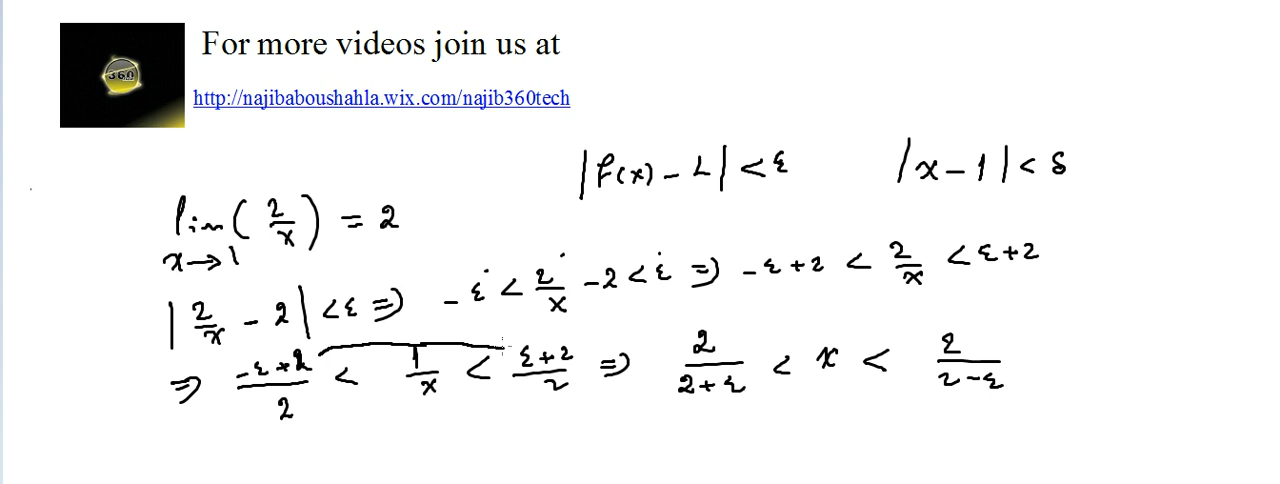 360
For more videos join us at
http://najibaboushahla.wix.com/najib360tech
|f(x) - L| < ε    |x - 1| < δ
lim(2/x) = 2
x→1
|2/x - 2| < ε ⇒ -ε < 2/x - 2 < ε ⇒ -ε+2 < 2/x < ε+2
⇒ (-ε+2)/2 < 1/x < (ε+2)/2 ⇒ 2/(2+ε) < x < 2/(2-ε)